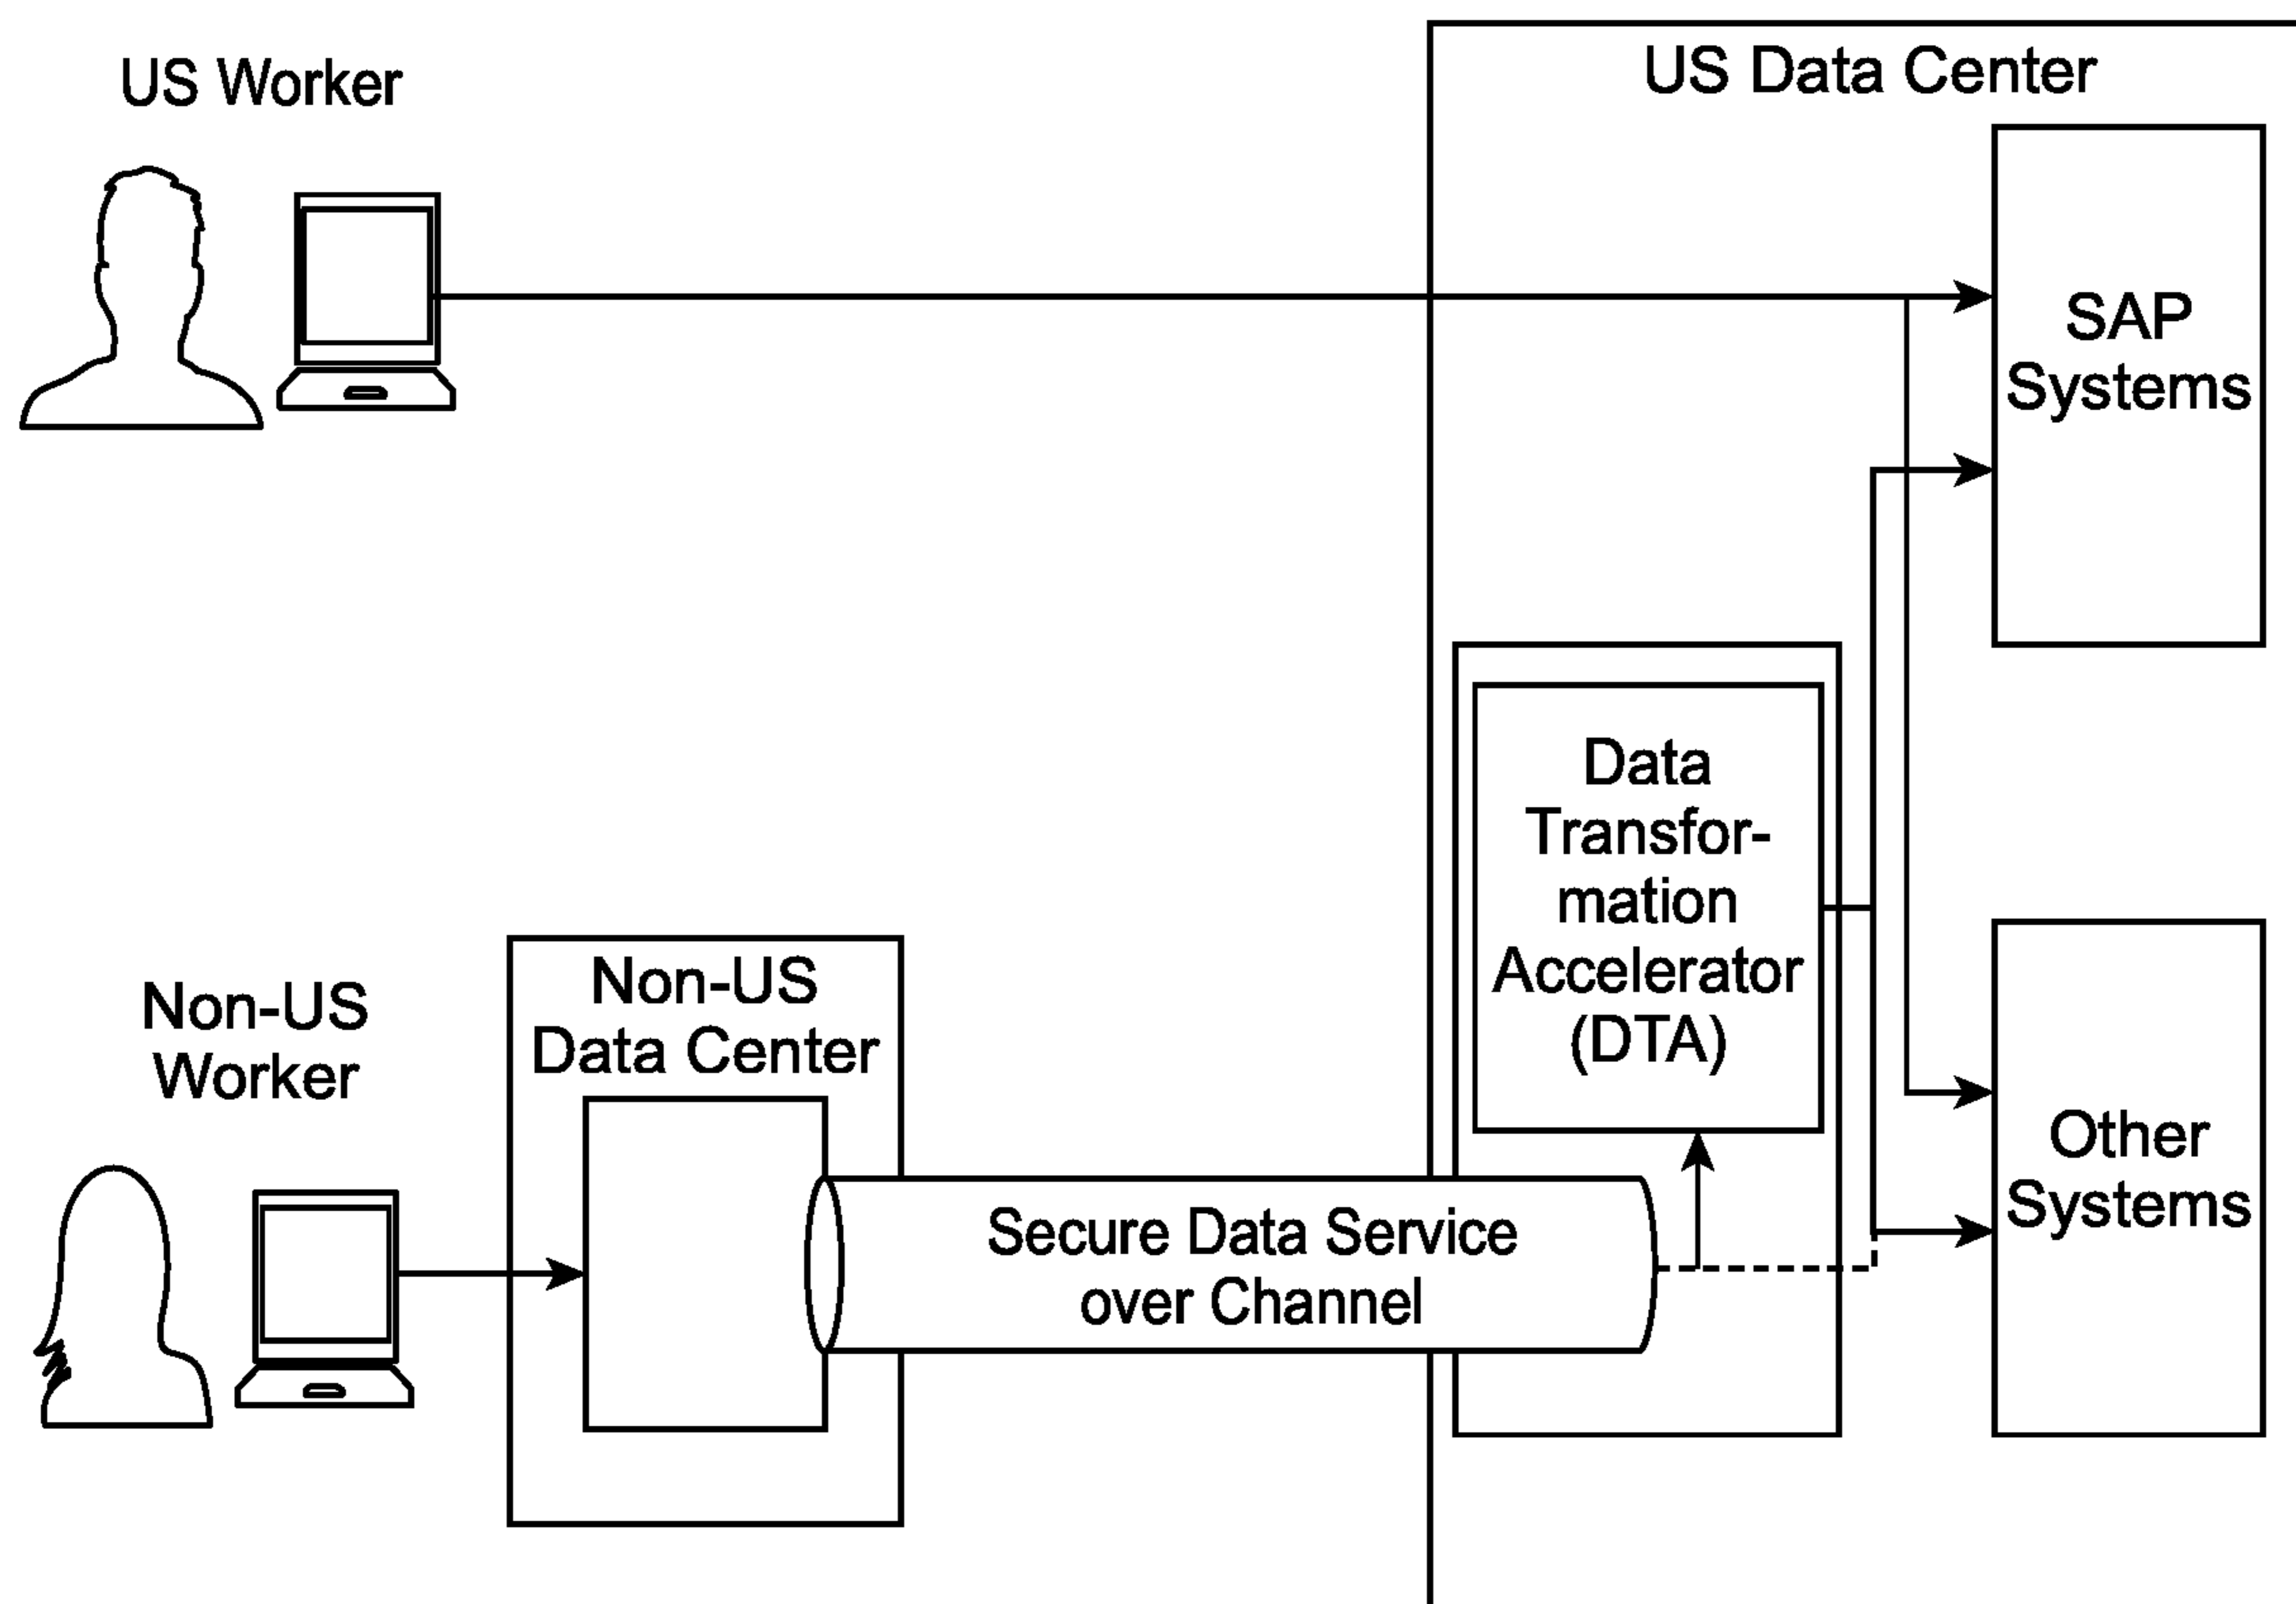 US Worker
US Data Center
SAP
Systems
Data
Transfor-
mation
Accelerator
(DTA)
Non-US
Worker
Non-US
Data Center
Secure Data Service
over Channel
Other
Systems